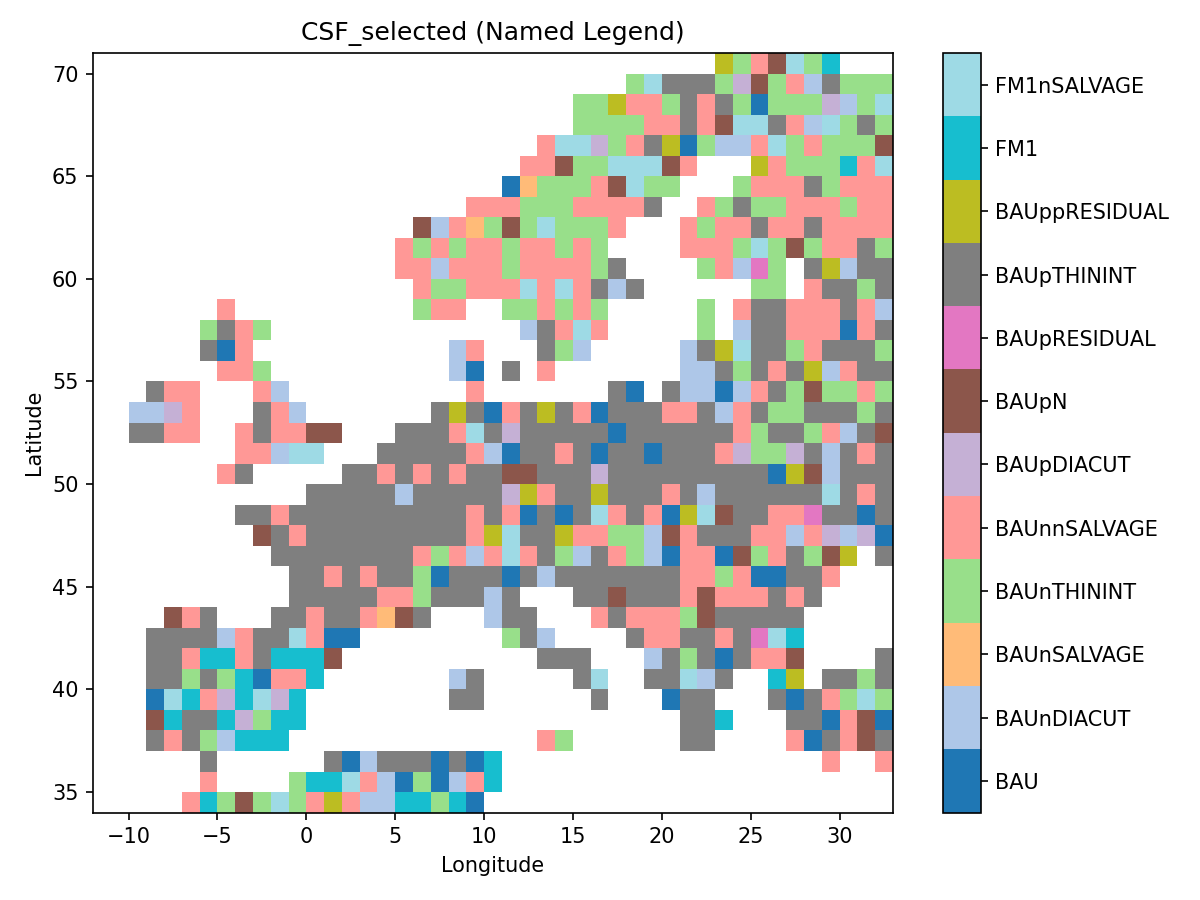 CSF_selected (Named Legend)
70
65
60
55
50
45
40
35
Latitude
−10
−5
0
5
10
15
20
25
30
Longitude
FM1nSALVAGE
FM1
BAUppRESIDUAL
BAUpTHININT
BAUpRESIDUAL
BAUpN
BAUpDIACUT
BAUnnSALVAGE
BAUnTHININT
BAUnSALVAGE
BAUnDIACUT
BAU